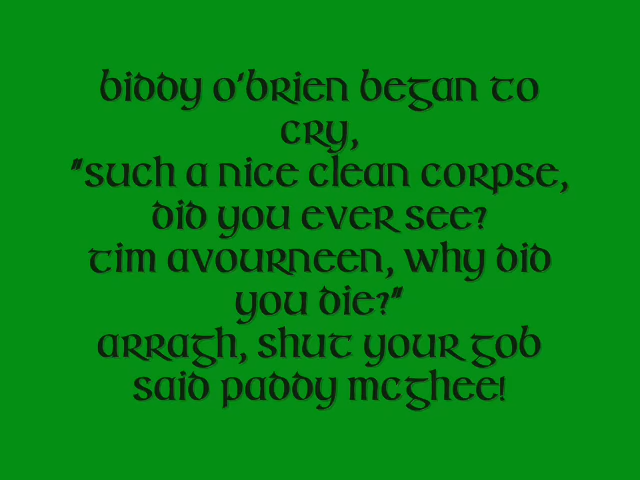 Biddy O'Brien began to
cry,
"Such a nice clean corpse,
did you ever see?
Tim avourneen, why did
you die?"
Arragh, shut your gob
said Paddy McGhee!